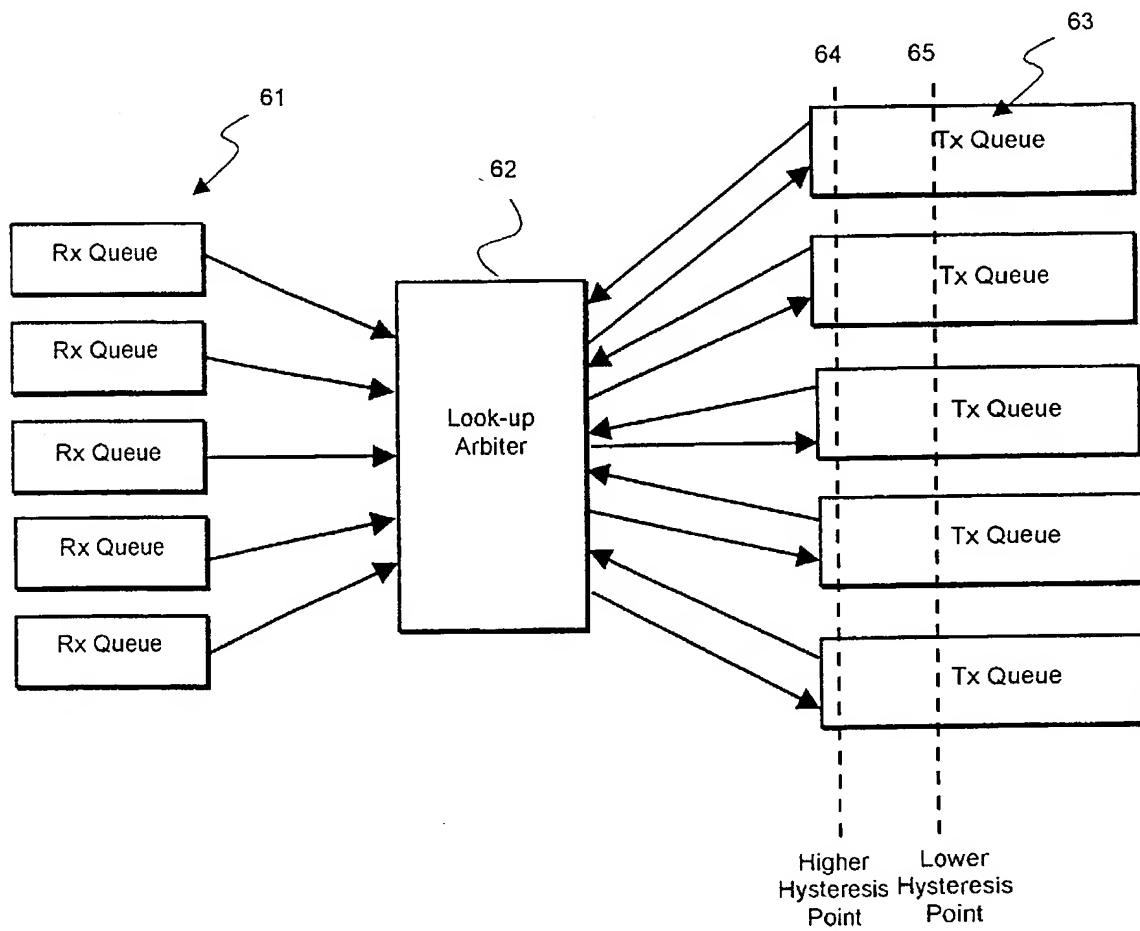 63
64
65
61
Tx Queue
62
Rx Queue
Tx Queue
Rx Queue
Look-up
Arbiter
Tx Queue
Rx Queue
Tx Queue
Rx Queue
Rx Queue
Tx Queue
Higher
Hysteresis
Point
Lower
Hysteresis
Point